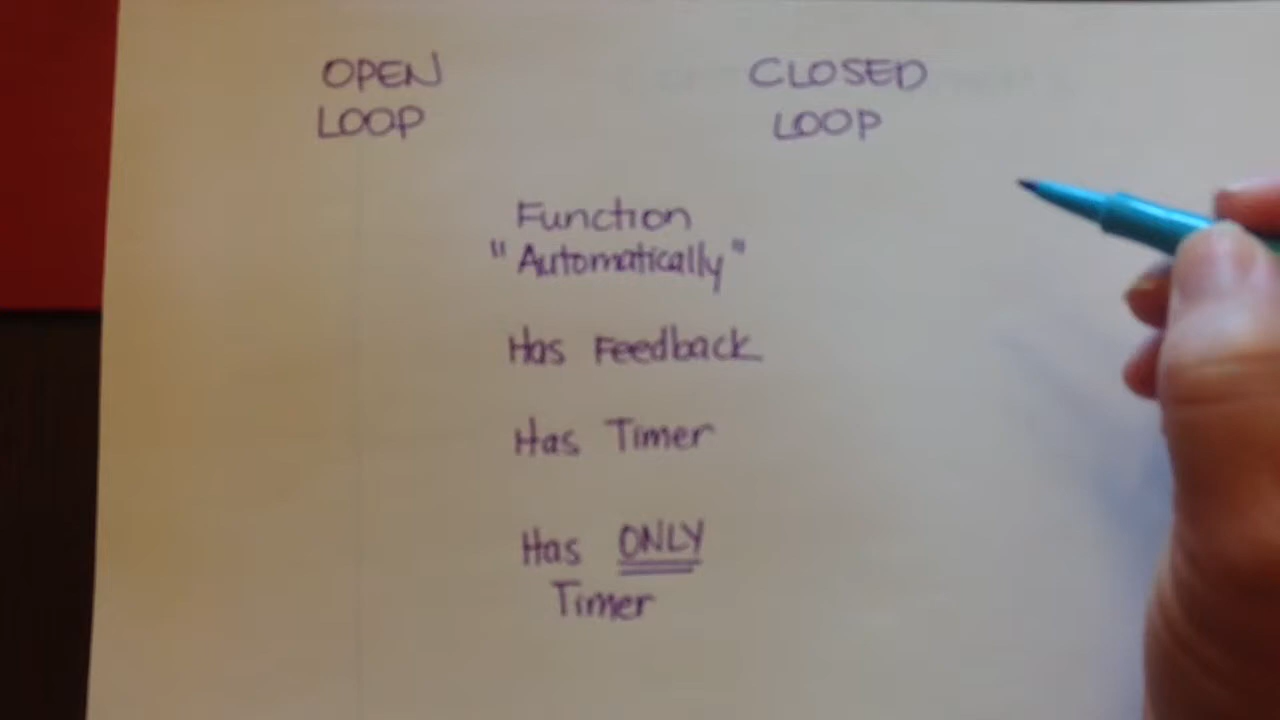 OPEN
LOOP
CLOSED
LOOP
Function
"Automatically"
Has Feedback
Has Timer
Has ONLY
Timer